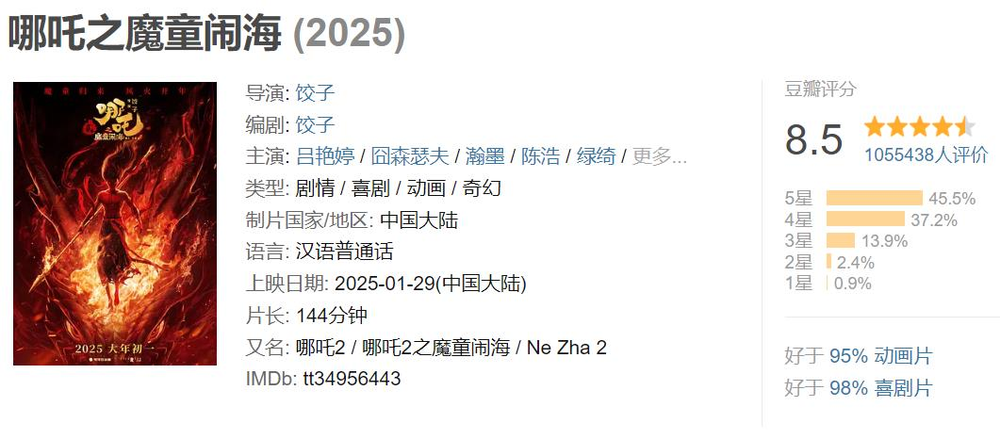 哪吒之魔童闹海 (2025)
魔童归来 风火开年
饺子
哪吒
魔童闹海
2025 大年初一
导演: 饺子
编剧: 饺子
主演: 吕艳婷 / 囧森瑟夫 / 瀚墨 / 陈浩 / 绿绮 / 更多...
类型: 剧情 / 喜剧 / 动画 / 奇幻
制片国家/地区: 中国大陆
语言: 汉语普通话
上映日期: 2025-01-29(中国大陆)
片长: 144分钟
又名: 哪吒2 / 哪吒2之魔童闹海 / Ne Zha 2
IMDb: tt34956443
豆瓣评分
8.5
1055438人评价
5星 45.5%
4星 37.2%
3星 13.9%
2星 2.4%
1星 0.9%
好于 95% 动画片
好于 98% 喜剧片